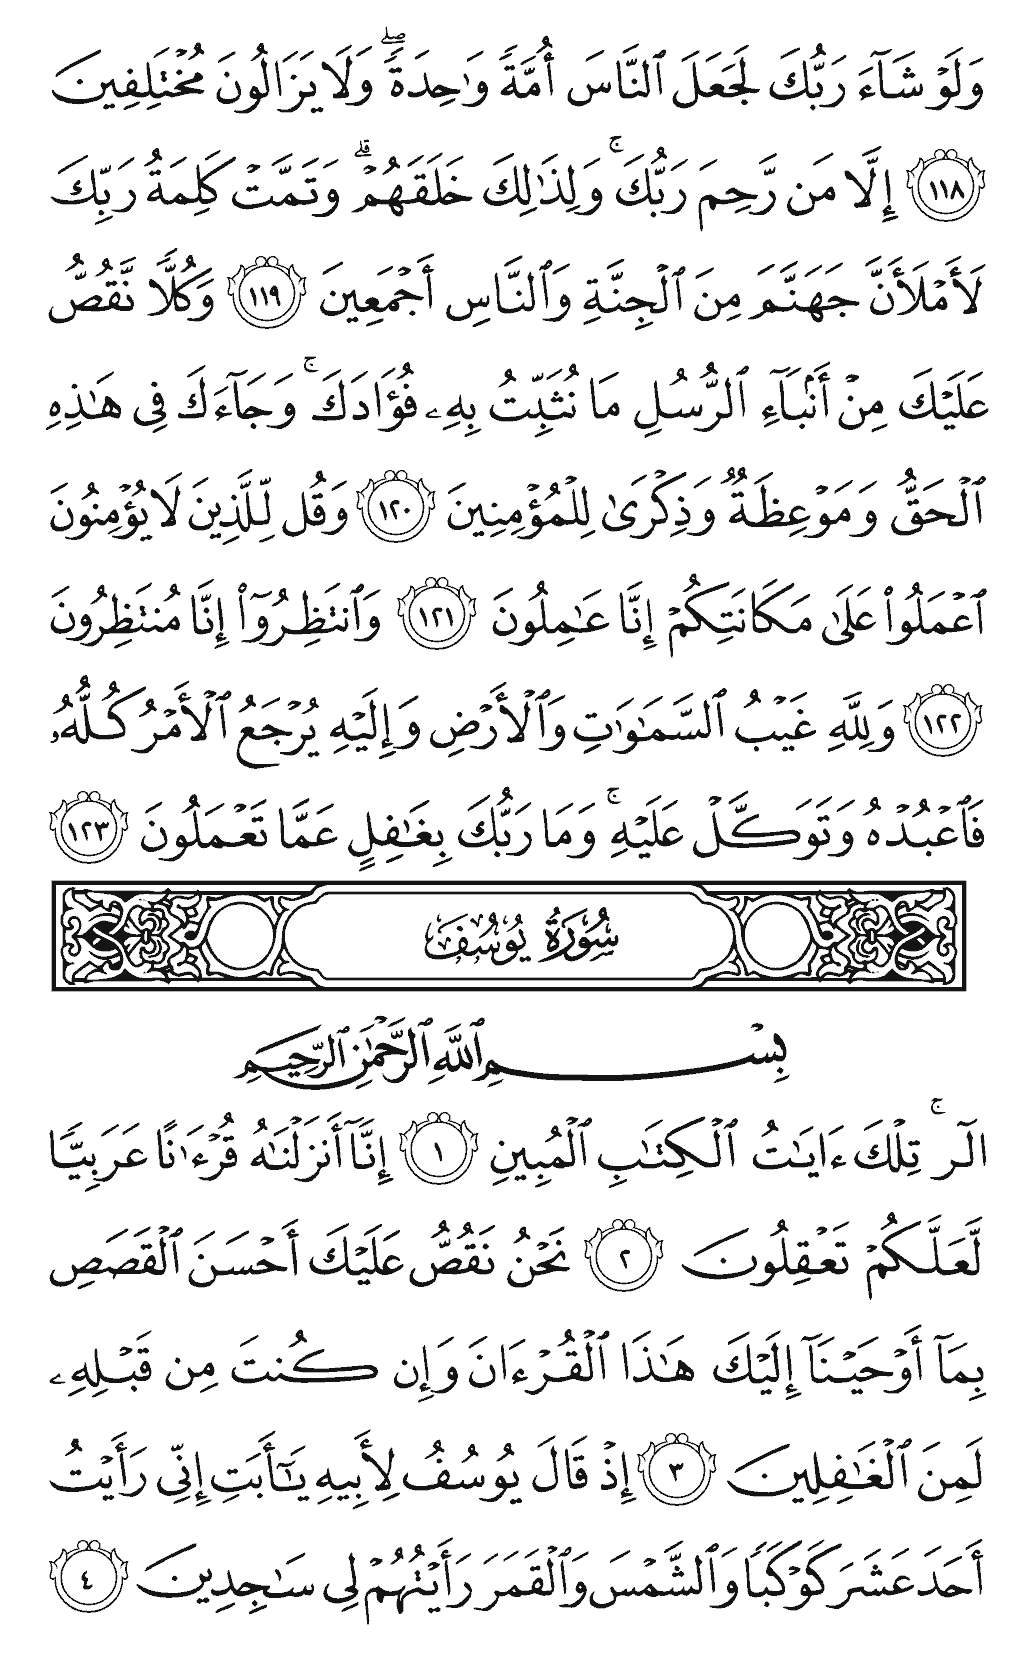 وَلَوْ شَآءَ رَبُّكَ لَجَعَلَ ٱلنَّاسَ أُمَّةً وَٰحِدَةً ۖ وَلَا يَزَالُونَ مُخْتَلِفِينَ
١١٨ إِلَّا مَن رَّحِمَ رَبُّكَ ۚ وَلِذَٰلِكَ خَلَقَهُمْ ۗ وَتَمَّتْ كَلِمَةُ رَبِّكَ
لَأَمْلَأَنَّ جَهَنَّمَ مِنَ ٱلْجِنَّةِ وَٱلنَّاسِ أَجْمَعِينَ ١١٩ وَكُلًّا نَّقُصُّ
عَلَيْكَ مِنْ أَنۢبَآءِ ٱلرُّسُلِ مَا نُثَبِّتُ بِهِۦ فُؤَادَكَ ۚ وَجَآءَكَ فِى هَٰذِهِ
ٱلْحَقُّ وَمَوْعِظَةٌ وَذِكْرَىٰ لِلْمُؤْمِنِينَ ١٢٠ وَقُل لِّلَّذِينَ لَا يُؤْمِنُونَ
ٱعْمَلُوا۟ عَلَىٰ مَكَانَتِكُمْ إِنَّا عَٰمِلُونَ ١٢١ وَٱنتَظِرُوٓا۟ إِنَّا مُنتَظِرُونَ
١٢٢ وَلِلَّهِ غَيْبُ ٱلسَّمَٰوَٰتِ وَٱلْأَرْضِ وَإِلَيْهِ يُرْجَعُ ٱلْأَمْرُ كُلُّهُۥ
فَٱعْبُدْهُ وَتَوَكَّلْ عَلَيْهِ ۚ وَمَا رَبُّكَ بِغَٰفِلٍ عَمَّا تَعْمَلُونَ ١٢٣
سُورَةُ يُوسُفَ
بِسْمِ ٱللَّهِ ٱلرَّحْمَٰنِ ٱلرَّحِيمِ
الٓر ۚ تِلْكَ ءَايَٰتُ ٱلْكِتَٰبِ ٱلْمُبِينِ ١ إِنَّآ أَنزَلْنَٰهُ قُرْءَٰنًا عَرَبِيًّا
لَّعَلَّكُمْ تَعْقِلُونَ ٢ نَحْنُ نَقُصُّ عَلَيْكَ أَحْسَنَ ٱلْقَصَصِ
بِمَآ أَوْحَيْنَآ إِلَيْكَ هَٰذَا ٱلْقُرْءَانَ وَإِن كُنتَ مِن قَبْلِهِۦ
لَمِنَ ٱلْغَٰفِلِينَ ٣ إِذْ قَالَ يُوسُفُ لِأَبِيهِ يَٰٓأَبَتِ إِنِّى رَأَيْتُ
أَحَدَ عَشَرَ كَوْكَبًا وَٱلشَّمْسَ وَٱلْقَمَرَ رَأَيْتُهُمْ لِى سَٰجِدِينَ ٤